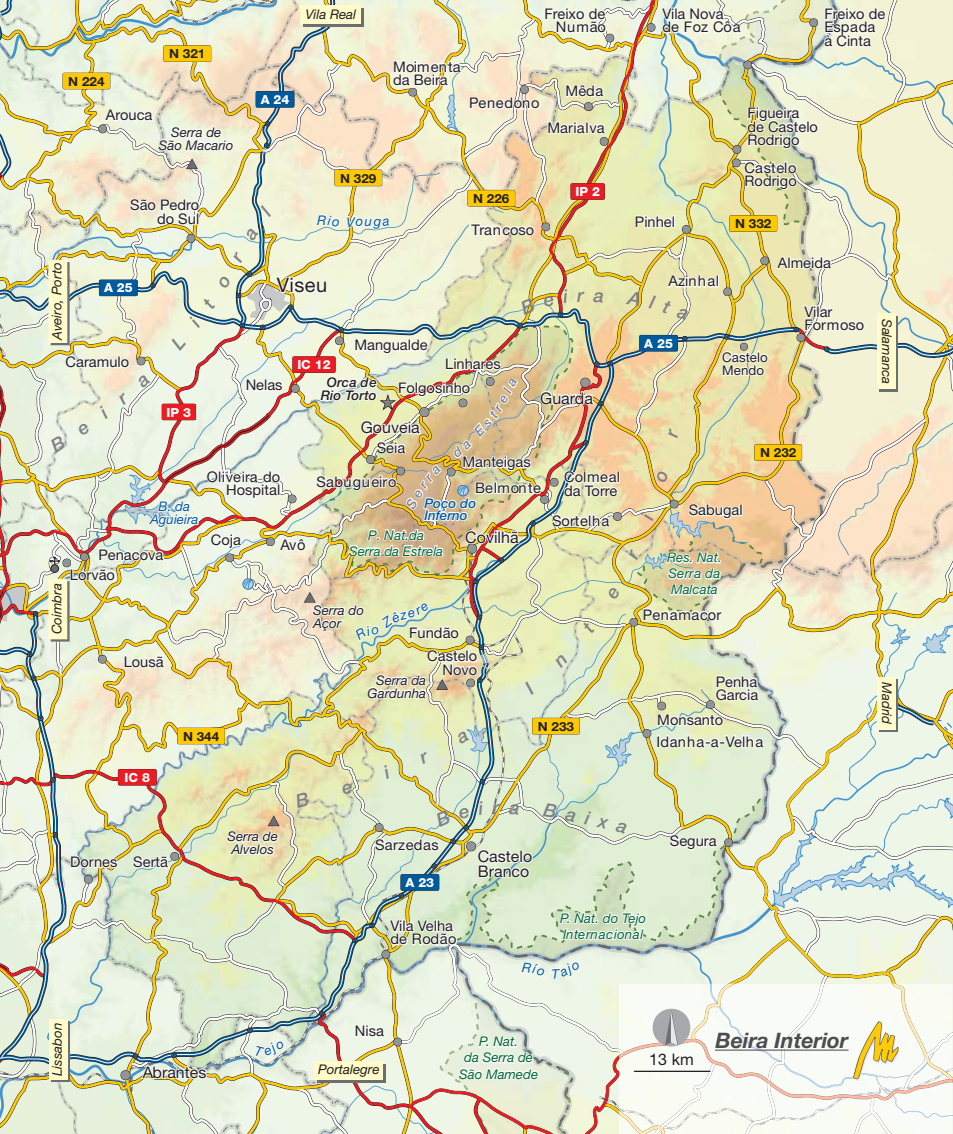 Vila Real
Freixo de
Numão
Vila Nova
de Foz Côa
Freixo de
Espada
à Cinta
N 321
N 224
Moimenta
da Beira
A 24
Penedono
Mêda
Arouca
Serra de
São Macario
Marialva
Figueira
de Castelo
Rodrigo
Castelo
Rodrigo
N 329
IP 2
N 226
São Pedro
do Sul
Rio Vouga
Trancoso
Pinhel
N 332
Almeida
Aveiro, Porto
A 25
Viseu
Azinhal
Beira Alta
Beira Litoral
Vilar
Formoso
Salamanca
Mangualde
A 25
Castelo
Mendo
Caramulo
IC 12
Linhares
Nelas
Orca de
Rio Torto
Folgosinho
Guarda
IP 3
Gouveia
Serra da Estrela
Seia
Manteigas
N 232
Oliveira do
Hospital
Sabugueiro
Belmonte
Colmeal
da Torre
Poço do
Inferno
B. da
Aguieira
Sortelha
Sabugal
P. Nat.da
Serra da Estrela
Covilhã
Coja
Avô
Penacova
Lorvão
Res. Nat.
Serra da
Malcata
Coimbra
Serra do
Açor
Rio Zêzere
Penamacor
Fundão
Lousã
Castelo
Novo
Serra da
Gardunha
Penha
Garcia
Madrid
Monsanto
N 344
N 233
Idanha-a-Velha
Beira Interior
IC 8
Beira Baixa
Serra de
Alvelos
Sarzedas
Segura
Dornes
Sertã
Castelo
Branco
A 23
Vila Velha
de Rodão
P. Nat. do Tejo
Internacional
Río Tajo
Lissabon
Tejo
Nisa
P. Nat.
da Serra de
São Mamede
Portalegre
Abrantes
13 km
Beira Interior